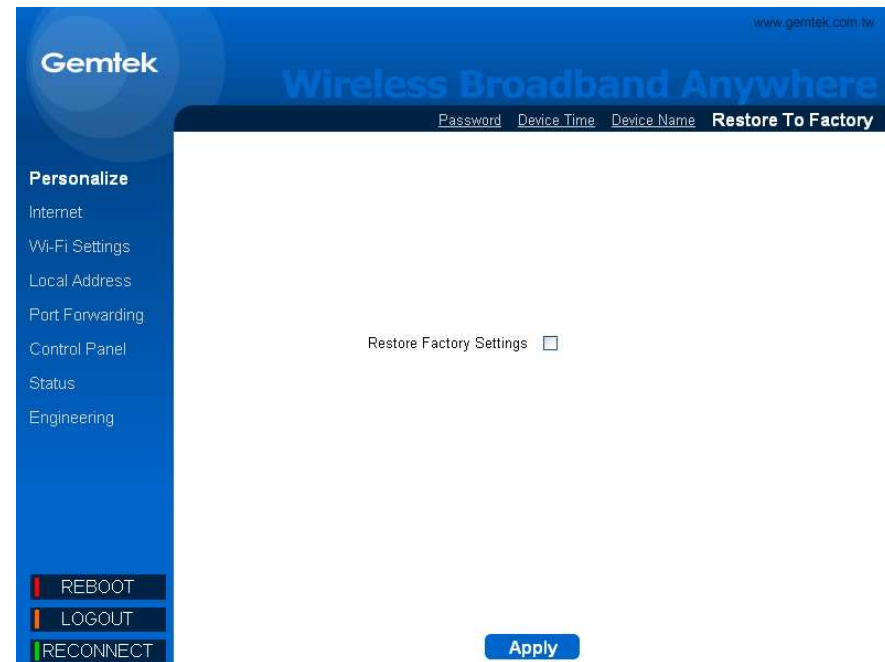 www.gemtek.com.tw
Gemtek
Wireless Broadband Anywhere
Password Device Time Device Name Restore To Factory
Personalize
Internet
Wi-Fi Settings
Local Address
Port Forwarding
Control Panel
Status
Engineering
Restore Factory Settings
REBOOT
LOGOUT
RECONNECT
Apply